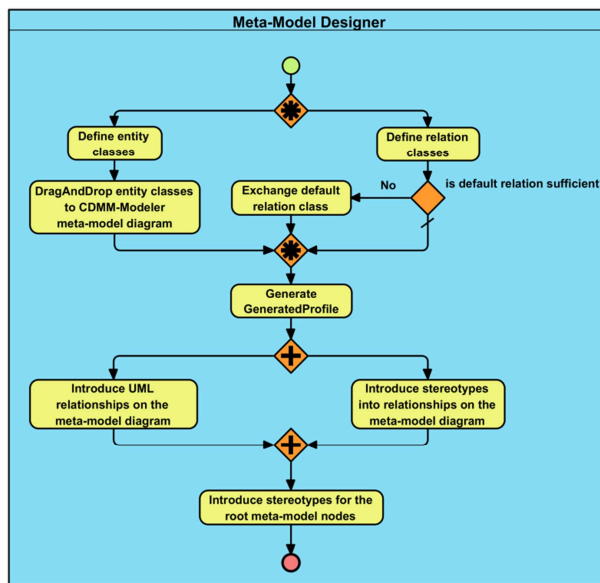 Meta-Model Designer
Define entity
classes
Define relation
classes
DragAndDrop entity classes
to CDMM-Modeler
meta-model diagram
Exchange default
relation class
No
is default relation sufficient
Generate
GeneratedProfile
Introduce UML
relationships on the
meta-model diagram
Introduce stereotypes
into relationships on the
meta-model diagram
Introduce stereotypes for the
root meta-model nodes